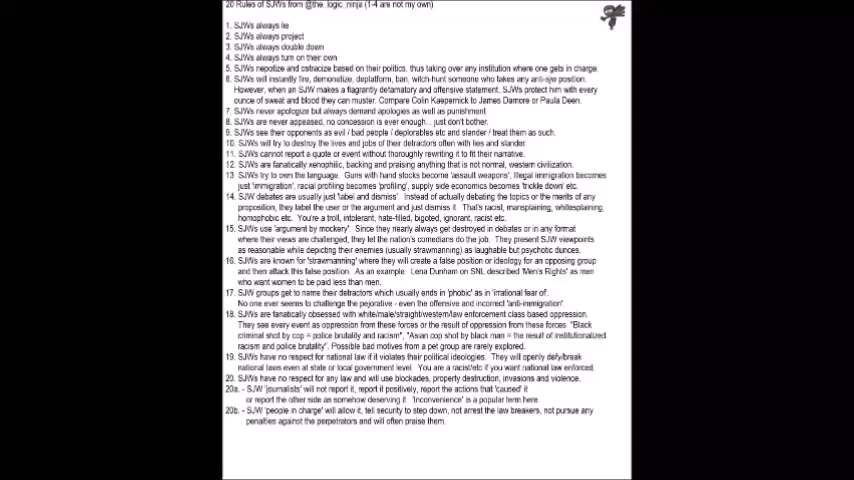 20 Rules of SJWs from @the_logic_ninja (1-4 are not my own)
1. SJWs always lie
2. SJWs always project
3. SJWs always double down
4. SJWs always turn on their own
5. SJWs nepotize and ostracize based on their politics, thus taking over any institution where one gets in charge.
6. SJWs will instantly fire, demonetize, deplatform, ban, witch-hunt someone who takes any anti-sjw position.
However, when an SJW makes a flagrantly defamatory and offensive statement, SJWs protect him with every
ounce of sweat and blood they can muster. Compare Colin Kaepernick to James Damore or Paula Deen.
7. SJWs never apologize but always demand apologies as well as punishment
8. SJWs are never appeased, no concession is ever enough... just don't bother.
9. SJWs see their opponents as evil / bad people / deplorables etc and slander / treat them as such.
10. SJWs will try to destroy the lives and jobs of their detractors often with lies and slander.
11. SJWs cannot report a quote or event without thoroughly rewriting it to fit their narrative.
12. SJWs are fanatically xenophilic, backing and praising anything that is not normal, western civilization.
13. SJWs try to own the language. Guns with hand stocks become 'assault weapons', Illegal immigration becomes
just 'immigration', racial profiling becomes 'profiling', supply side economics becomes 'trickle down' etc.
14. SJW debates are usually just 'label and dismiss'. Instead of actually debating the topics or the merits of any
proposition, they label the user or the argument and just dismiss it. That's racist, mansplaining, whitesplaining,
homophobic etc. You're a troll, intolerant, hate-filled, bigoted, ignorant, racist etc.
15. SJWs use 'argument by mockery'. Since they nearly always get destroyed in debates or in any format
where their views are challenged, they let the nation's comedians do the job. They present SJW viewpoints
as reasonable while depicting their enemies (usually strawmanning) as laughable but psychotic dunces.
16. SJWs are known for 'strawmanning' where they will create a false position or ideology for an opposing group
and then attack this false position. As an example. Lena Dunham on SNL described 'Men's Rights' as men
who want women to be paid less than men.
17. SJW groups get to name their detractors which usually ends in 'phobic' as in 'irrational fear of'.
No one ever seems to challenge the pejorative - even the offensive and incorrect 'anti-immigration'
18. SJWs are fanatically obsessed with white/male/straight/western/law enforcement class based oppression.
They see every event as oppression from these forces or the result of oppression from these forces "Black
criminal shot by cop = police brutality and racism", "Asian cop shot by black man = the result of institutionalized
racism and police brutality". Possible bad motives from a pet group are rarely explored.
19. SJWs have no respect for national law if it violates their political ideologies. They will openly defy/break
national laws even at state or local government level. You are a racist/etc if you want national law enforced.
20. SJWs have no respect for any law and will use blockades, property destruction, invasions and violence.
20a. - SJW 'journalists' will not report it, report it positively, report the actions that 'caused' it
or report the other side as somehow deserving it. 'Inconvenience' is a popular term here.
20b. - SJW 'people in charge' will allow it, tell security to step down, not arrest the law breakers, not pursue any
penalties against the perpetrators and will often praise them.